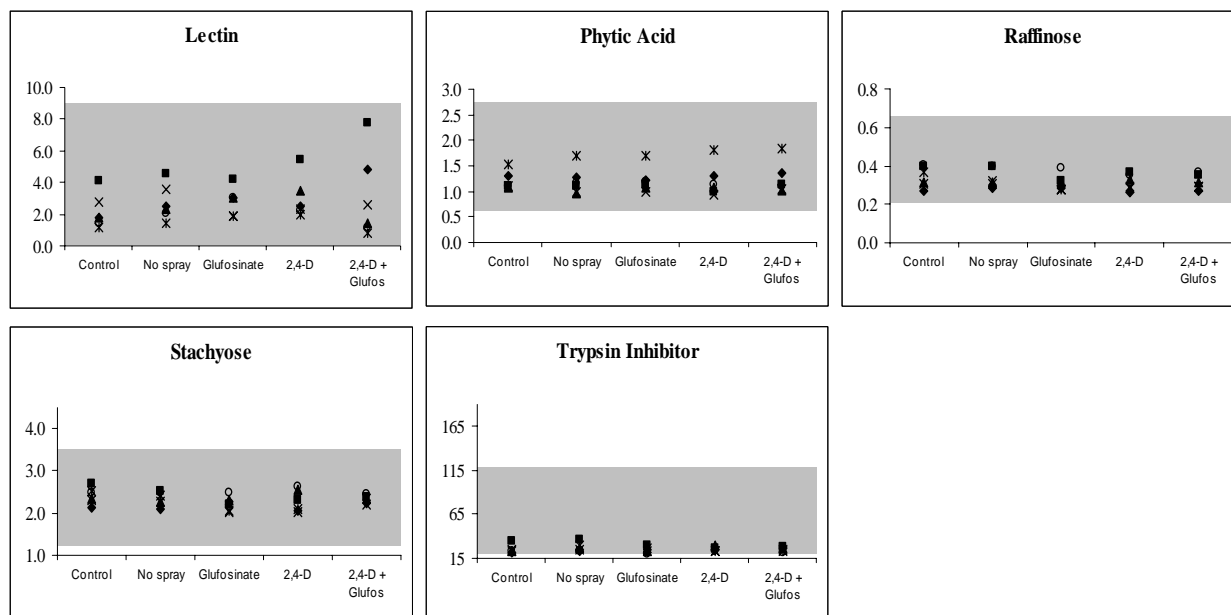 Lectin
10.0
8.0
6.0
4.0
2.0
0.0
Control No spray Glufosinate 2,4-D 2,4-D +
Glufos
Phytic Acid
3.0
2.5
2.0
1.5
1.0
0.5
0.0
Control No spray Glufosinate 2,4-D 2,4-D +
Glufos
Raffinose
0.8
0.6
0.4
0.2
0.0
Control No spray Glufosinate 2,4-D 2,4-D +
Glufos
Stachyose
4.0
3.0
2.0
1.0
Control No spray Glufosinate 2,4-D 2,4-D +
Glufos
Trypsin Inhibitor
165
115
65
15
Control No spray Glufosinate 2,4-D 2,4-D +
Glufos